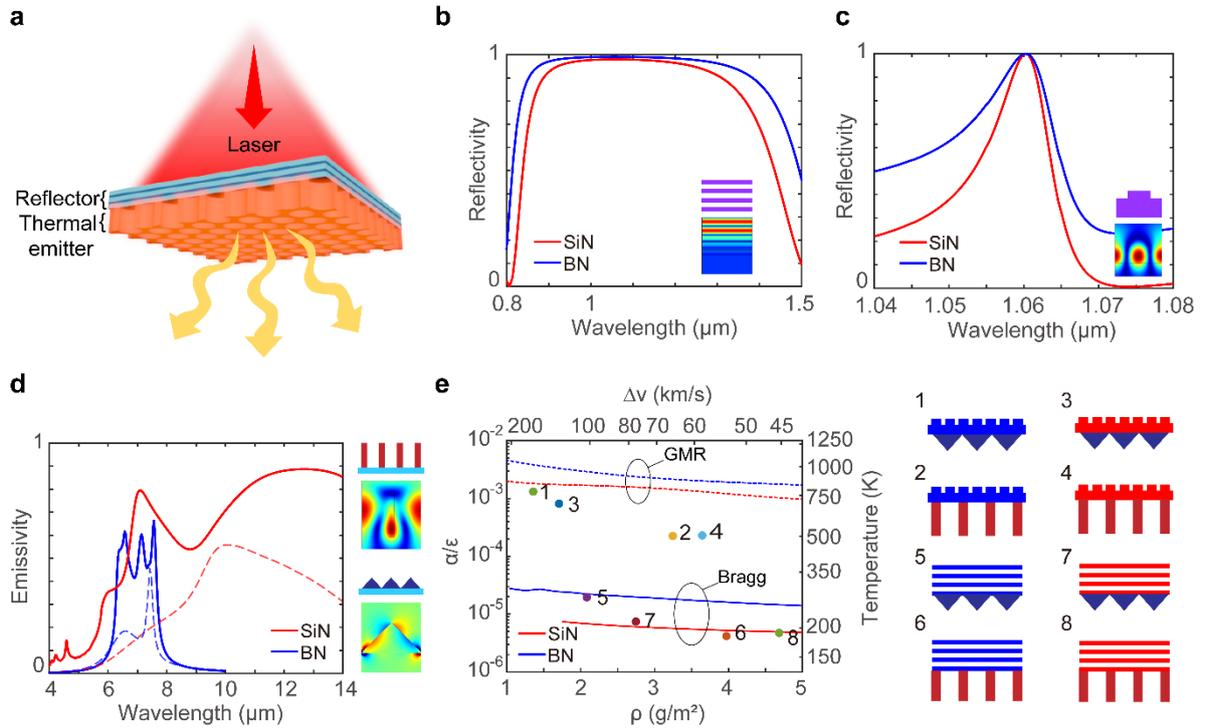 a
Laser
Reflector{
Thermal{
emitter
b
Reflectivity
1
0
SiN
BN
0.8
1
1.5
Wavelength (µm)
c
Reflectivity
1
0
SiN
BN
1.04
1.05
1.06
1.07
1.08
Wavelength (µm)
d
Emissivity
1
0
SiN
BN
4
6
8
10
12
14
Wavelength (µm)
e
Δv (km/s)
200
100
80
70
60
50
45
α/ε
10⁻²
10⁻³
10⁻⁴
10⁻⁵
10⁻⁶
GMR
Bragg
1
3
2
4
5
7
6
8
SiN
BN
1250
1000
750
500
350
200
150
Temperature (K)
1
2
3
4
5
ρ (g/m²)
1
3
2
4
5
7
6
8